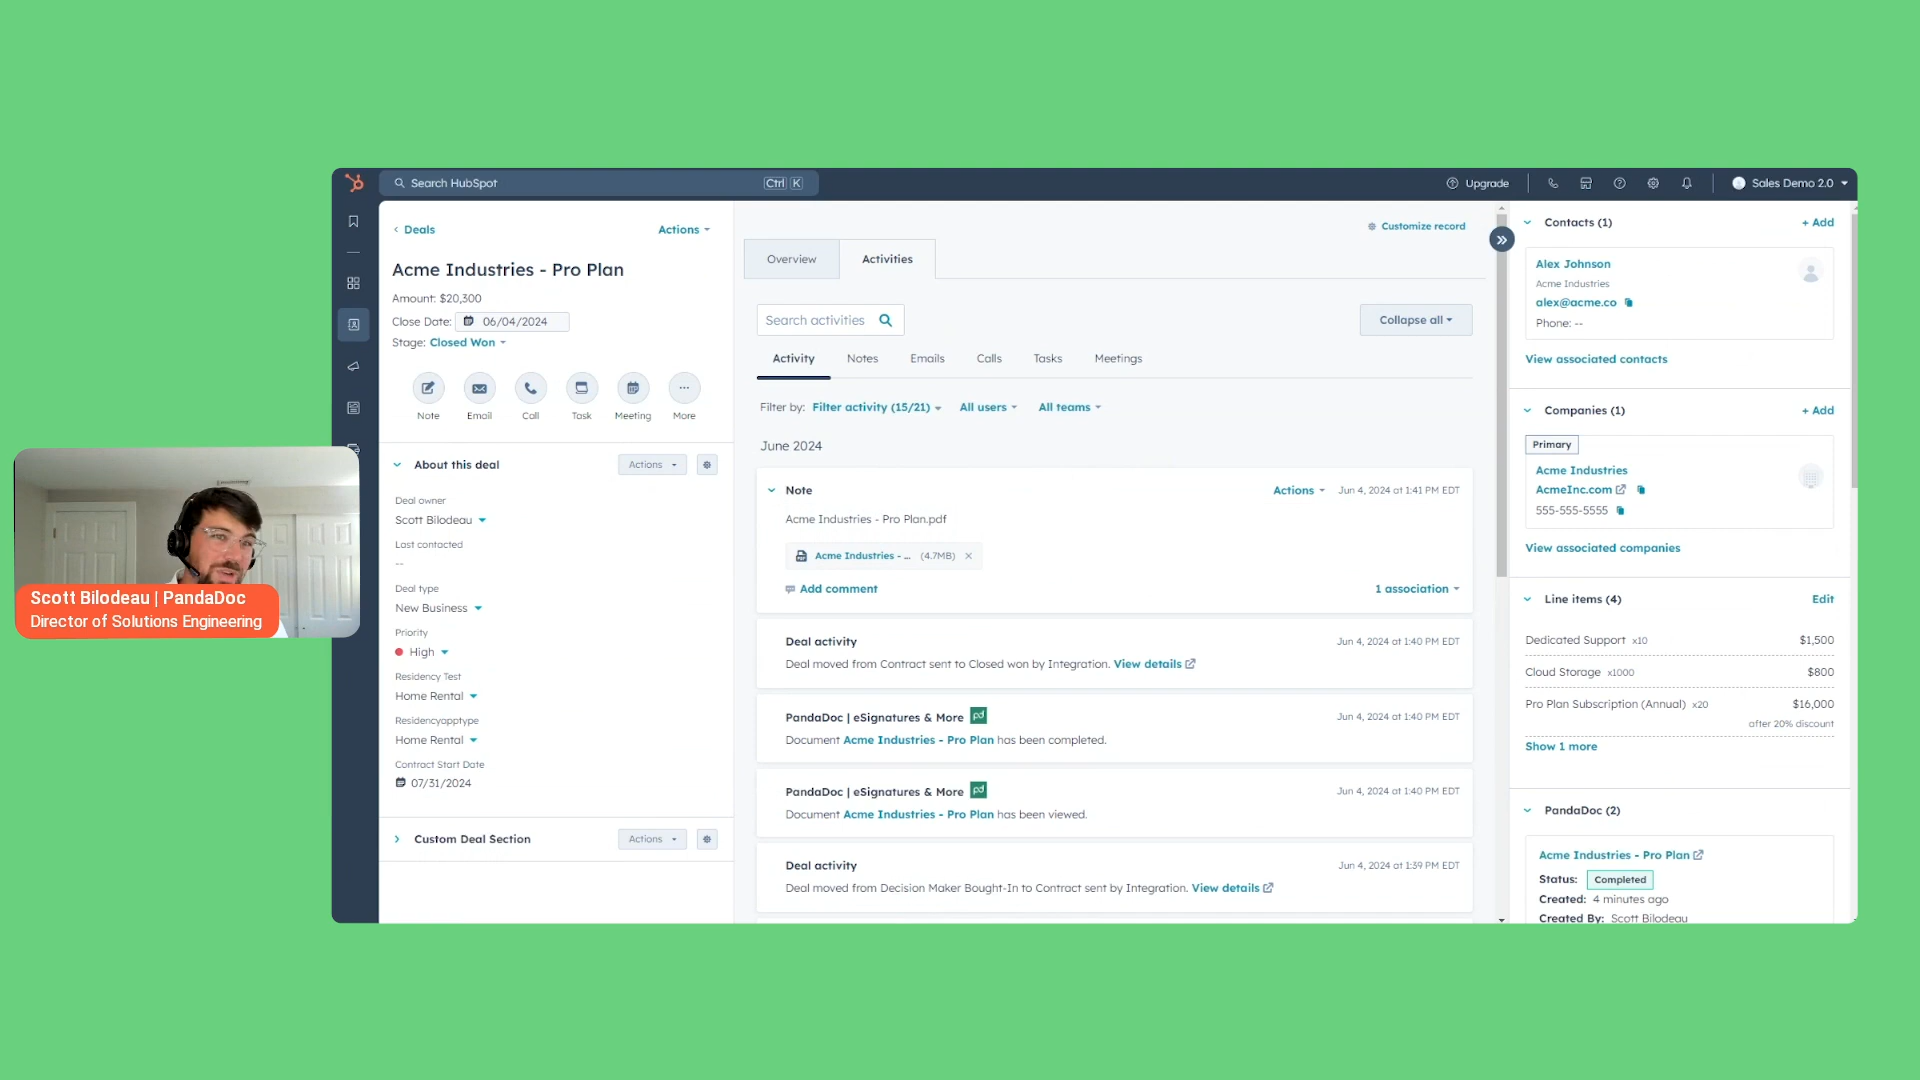 Search HubSpot
Ctrl K
Upgrade
Sales Demo 2.0
Deals
Actions
Acme Industries - Pro Plan
Amount: $20,300
Close Date: 06/04/2024
Stage: Closed Won
Note
Email
Call
Task
Meeting
More
About this deal
Actions
Deal owner
Scott Bilodeau
Last contacted
--
Deal type
New Business
Priority
High
Residency Test
Home Rental
Residencyapptype
Home Rental
Contract Start Date
07/31/2024
Custom Deal Section
Actions
Customize record
Overview
Activities
Search activities
Collapse all
Activity
Notes
Emails
Calls
Tasks
Meetings
Filter by: Filter activity (15/21) All users All teams
June 2024
Note
Actions
Jun 4, 2024 at 1:41 PM EDT
Acme Industries - Pro Plan.pdf
Acme Industries - ... (4.7MB)
Add comment
1 association
Deal activity
Jun 4, 2024 at 1:40 PM EDT
Deal moved from Contract sent to Closed won by Integration. View details
PandaDoc | eSignatures & More pd
Jun 4, 2024 at 1:40 PM EDT
Document Acme Industries - Pro Plan has been completed.
PandaDoc | eSignatures & More pd
Jun 4, 2024 at 1:40 PM EDT
Document Acme Industries - Pro Plan has been viewed.
Deal activity
Jun 4, 2024 at 1:39 PM EDT
Deal moved from Decision Maker Bought-In to Contract sent by Integration. View details
Contacts (1)
+ Add
Alex Johnson
Acme Industries
alex@acme.co
Phone: --
View associated contacts
Companies (1)
+ Add
Primary
Acme Industries
AcmeInc.com
555-555-5555
View associated companies
Line items (4)
Edit
Dedicated Support x10 $1,500
Cloud Storage x1000 $800
Pro Plan Subscription (Annual) x20 $16,000
after 20% discount
Show 1 more
PandaDoc (2)
Acme Industries - Pro Plan
Status: Completed
Created: 4 minutes ago
Created By: Scott Bilodeau
Scott Bilodeau | PandaDoc
Director of Solutions Engineering